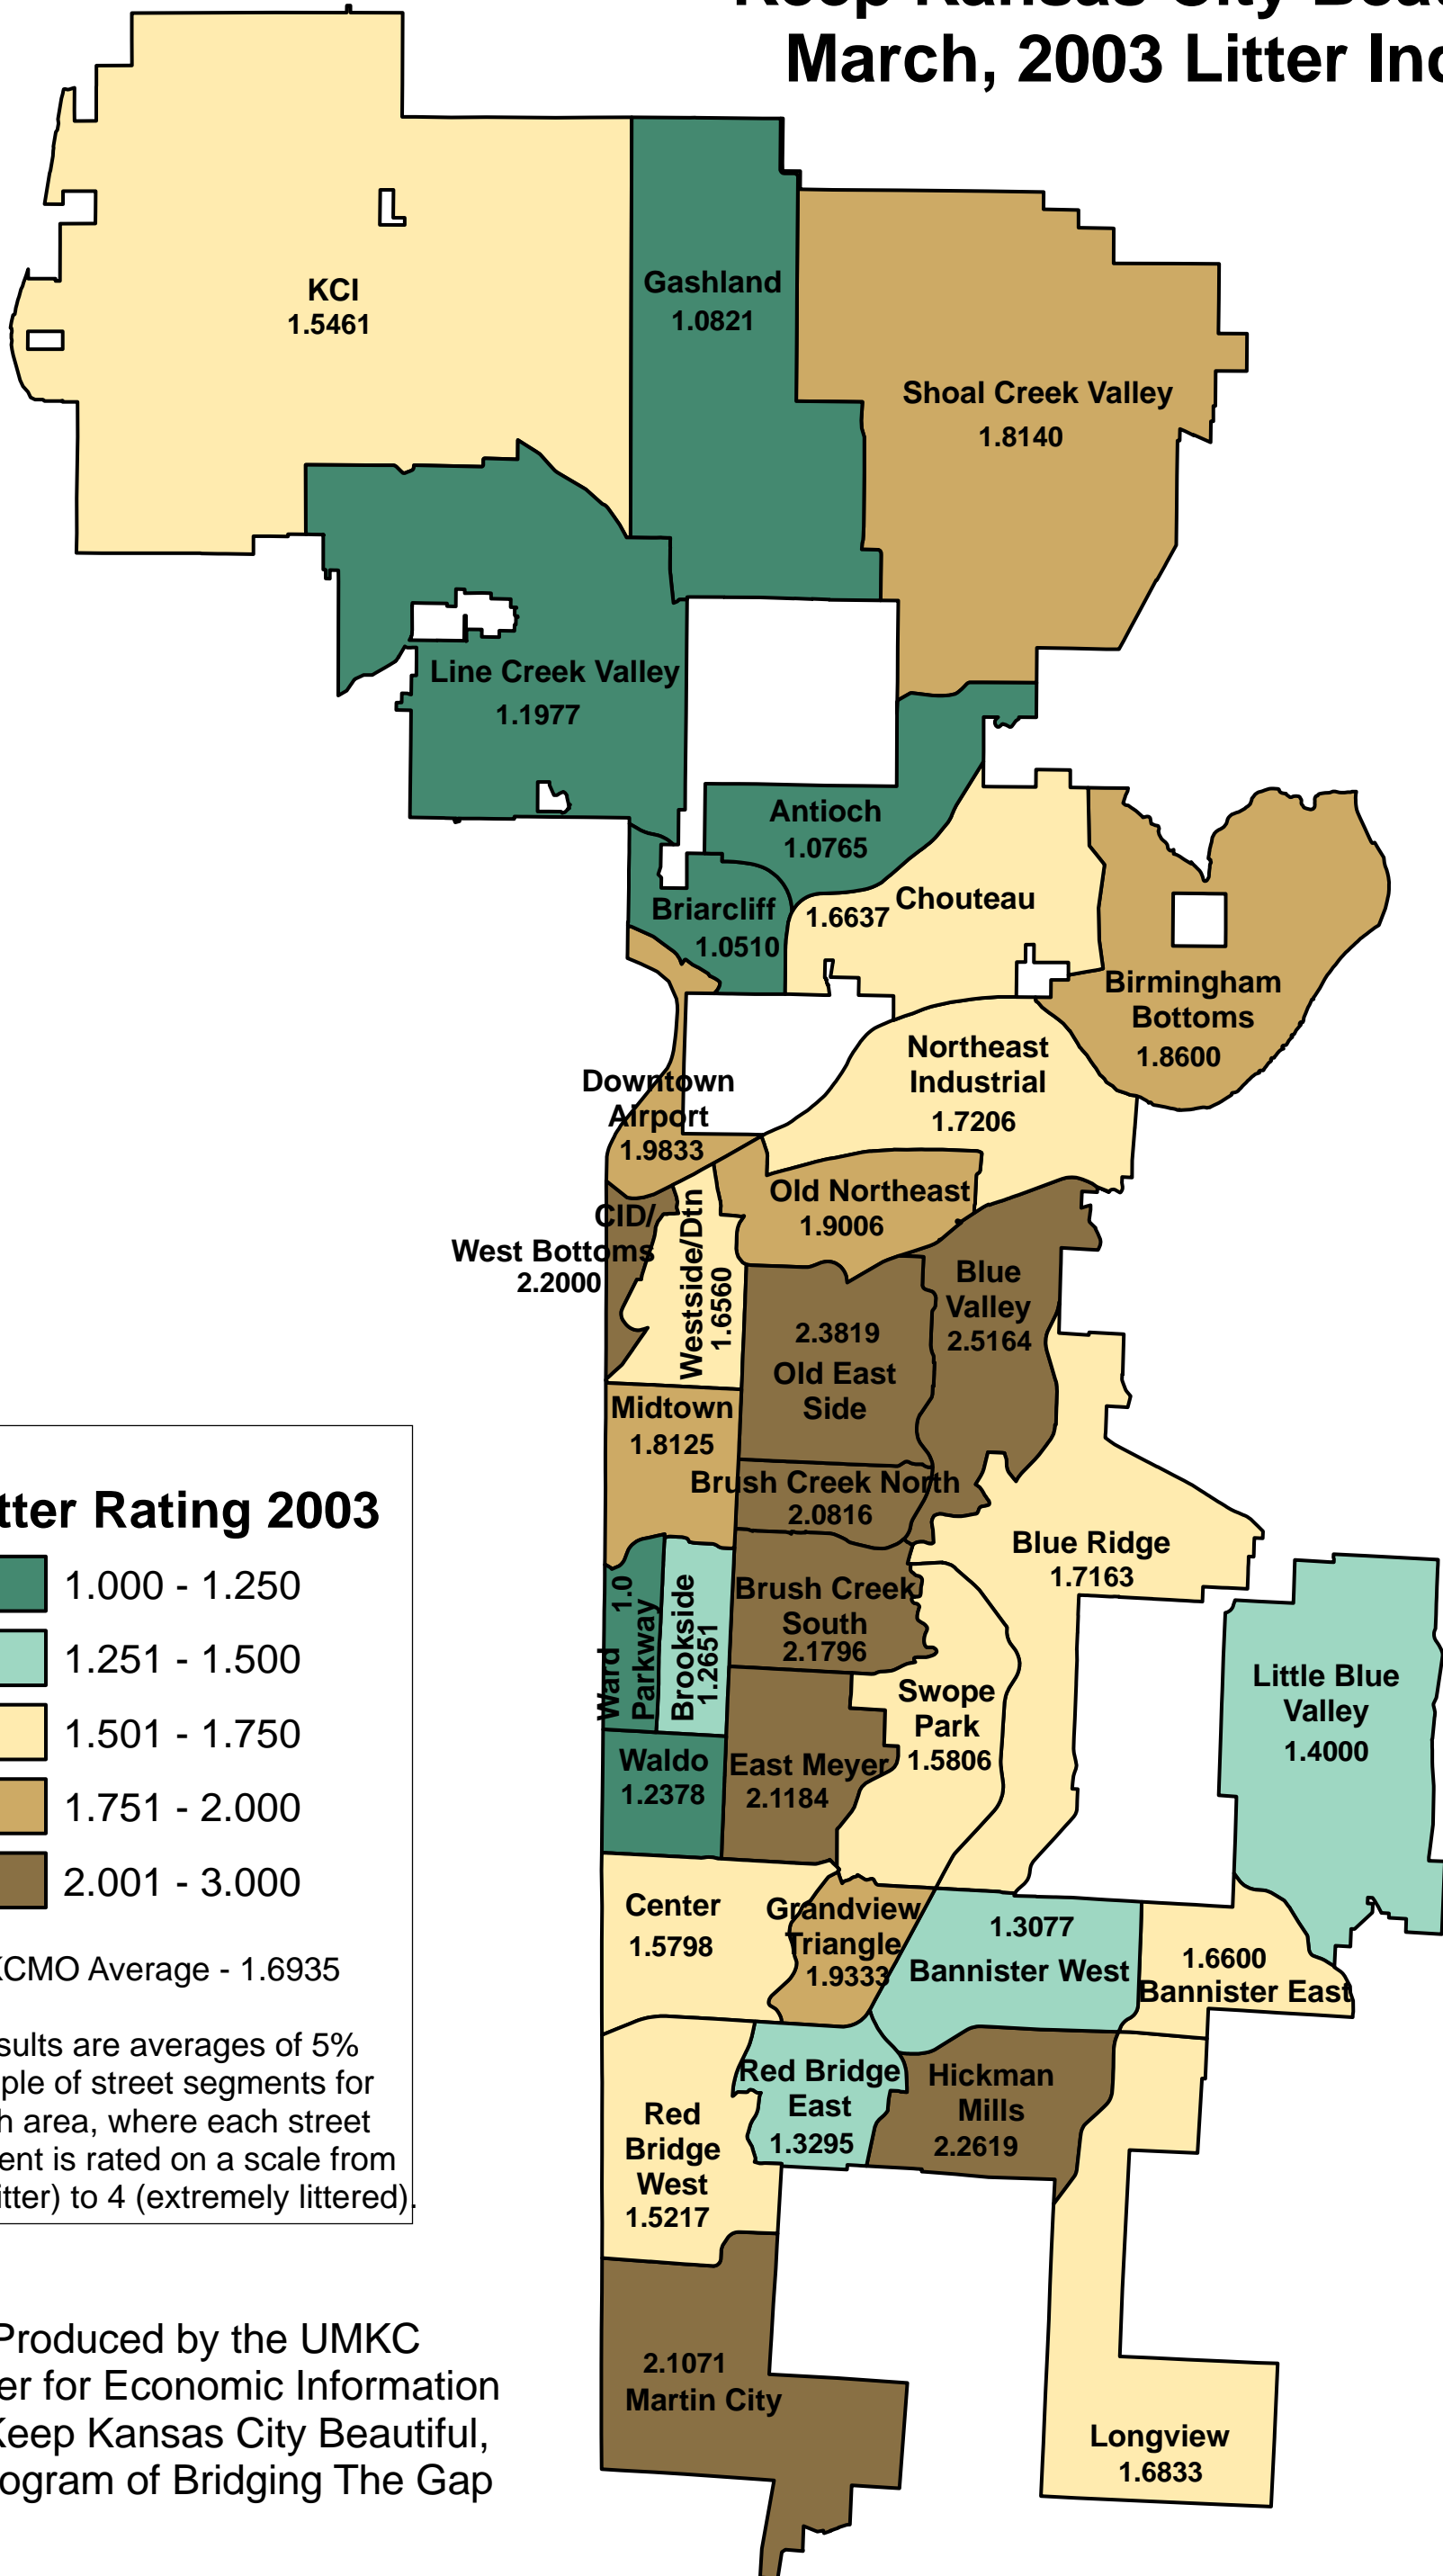 Keep Kansas City
March, 2003 Litter
KCI
1.5461
Gashland
1.0821
Shoal Creek Valley
1.8140
Line Creek Valley
1.1977
Antioch
1.0765
Briarcliff
1.0510
1.6637 Chouteau
Birmingham
Bottoms
1.8600
Northeast
Industrial
1.7206
Downtown
Airport
1.9833
Old Northeast
1.9006
CID/
West Bottoms
2.2000
Westside/Dtn
1.6560
Blue
Valley
2.5164
2.3819
Old East
Side
Midtown
1.8125
Brush Creek North
2.0816
Blue Ridge
1.7163
Ward 1.0
Parkway
Brookside
1.2651
Brush Creek
South
2.1796
Swope
Park
1.5806
Little Blue
Valley
1.4000
Waldo
1.2378
East Meyer
2.1184
Center
1.5798
Grandview
Triangle
1.9333
1.3077
Bannister West
1.6600
Bannister East
Red Bridge
East
1.3295
Hickman
Mills
2.2619
Red
Bridge
West
1.5217
2.1071
Martin City
Longview
1.6833
tter Rating 2003
1.000 - 1.250
1.251 - 1.500
1.501 - 1.750
1.751 - 2.000
2.001 - 3.000
KCMO Average - 1.6935
sults are averages of 5%
ple of street segments for
h area, where each street
ent is rated on a scale from
itter) to 4 (extremely littered).
Produced by the UMKC
er for Economic Information
Keep Kansas City Beautiful,
ogram of Bridging The Gap